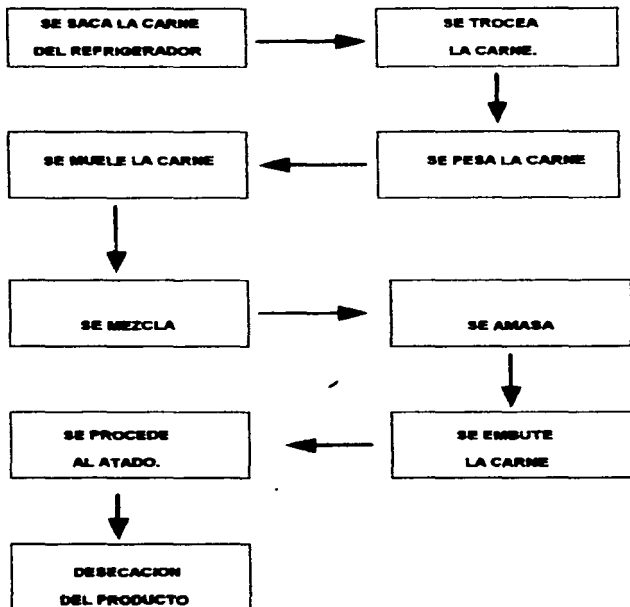 SE SACA LA CARNE
DEL REFRIGERADOR
SE TROCEA
LA CARNE.
SE PESA LA CARNE
SE MUELE LA CARNE
SE MEZCLA
SE AMASA
SE EMBUTE
LA CARNE
SE PROCEDE
AL ATADO.
DESECACION
DEL PRODUCTO